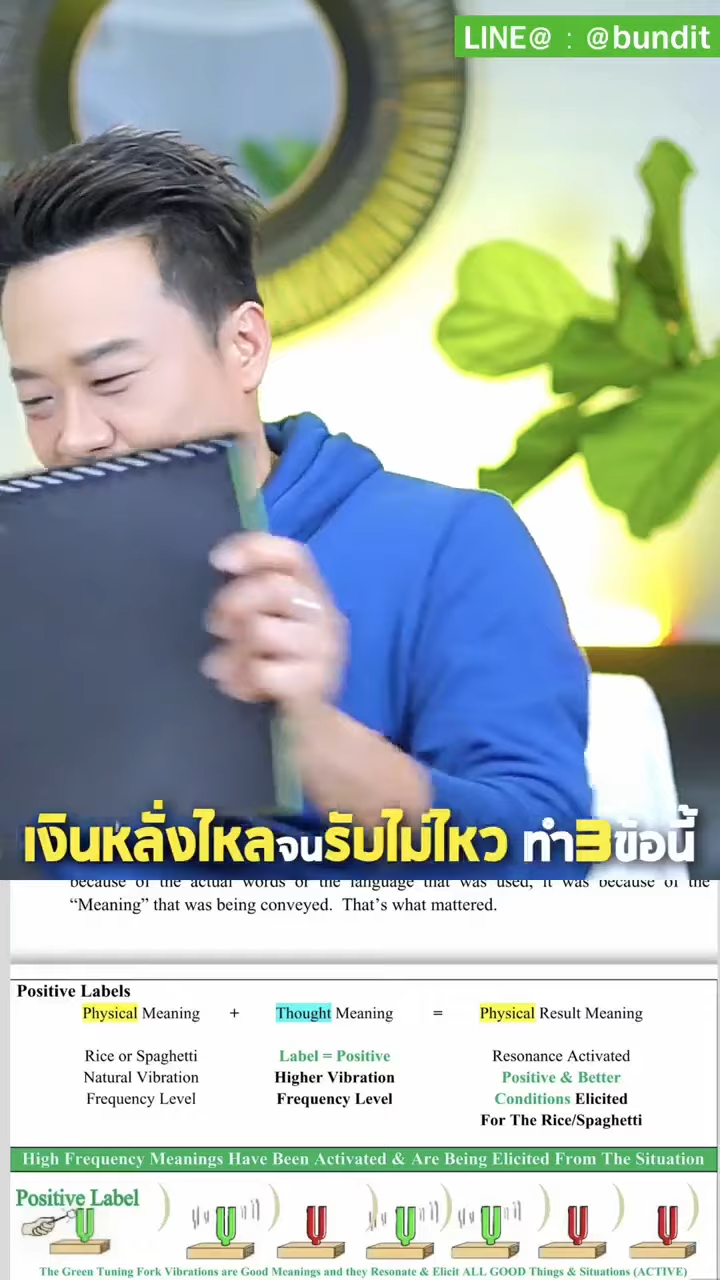 LINE@ : @bundit
เงินหลั่งไหลจนรับไม่ไหว ทำ3ข้อนี้
because of the actual words or the language that was used, it was because of the
“Meaning” that was being conveyed. That’s what mattered.
Positive Labels
Physical Meaning + Thought Meaning = Physical Result Meaning
Rice or Spaghetti Label = Positive Resonance Activated
Natural Vibration Higher Vibration Positive & Better
Frequency Level Frequency Level Conditions Elicited
For The Rice/Spaghetti
High Frequency Meanings Have Been Activated & Are Being Elicited From The Situation
Positive Label
The Green Tuning Fork Vibrations are Good Meanings and they Resonate & Elicit ALL GOOD Things & Situations (ACTIVE)